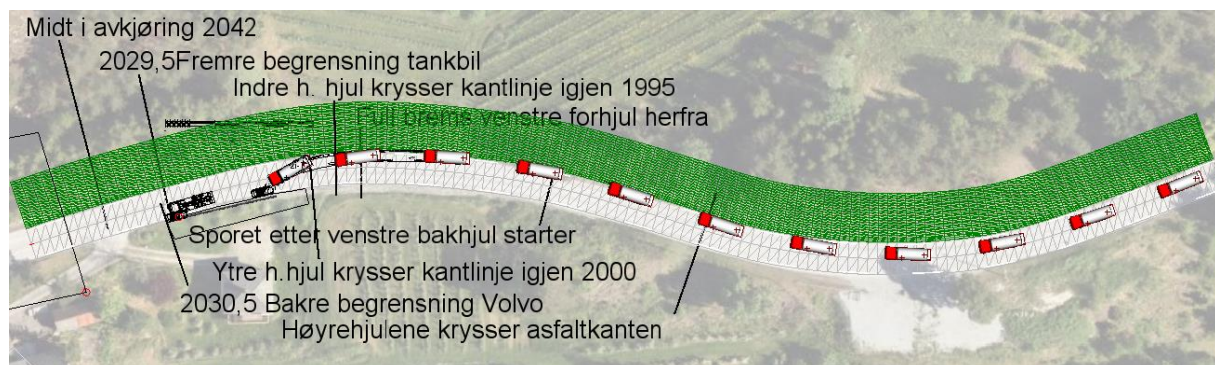 Midt i avkjøring 2042
2029,5Fremre begrensning tankbil
Indre h. hjul krysser kantlinje igjen 1995
Full brems venstre forhjul herfra
Sporet etter venstre bakhjul starter
Ytre h.hjul krysser kantlinje igjen 2000
2030,5 Bakre begrensning Volvo
Høyrehjulene krysser asfaltkanten